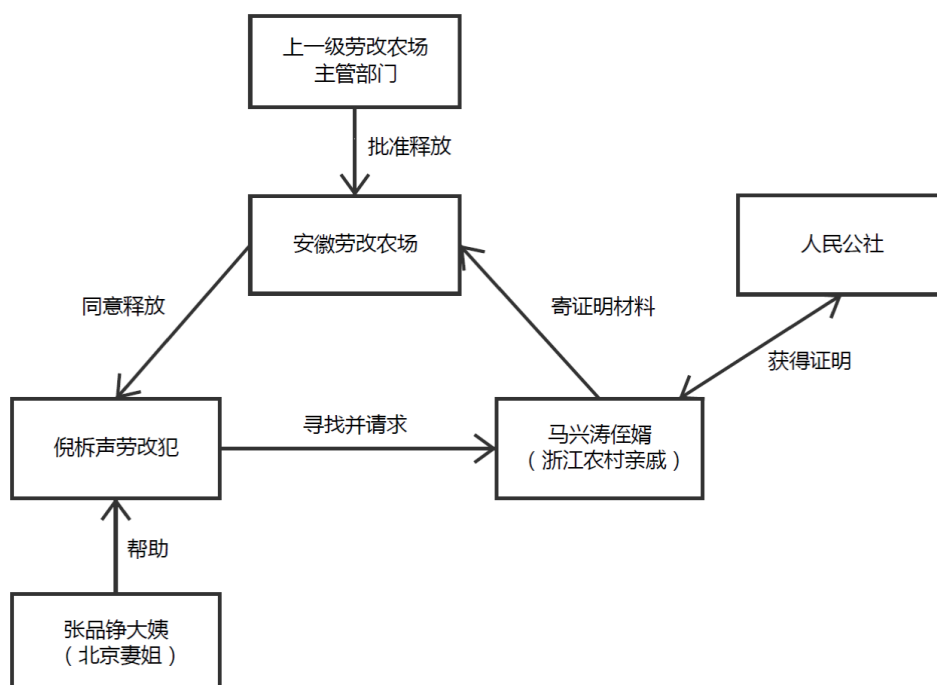 上一级劳改农场
主管部门
批准释放
安徽劳改农场
人民公社
同意释放
寄证明材料
获得证明
倪柝声劳改犯
寻找并请求
马兴涛侄婿
（浙江农村亲戚）
帮助
张品铮大姨
（北京妻姐）